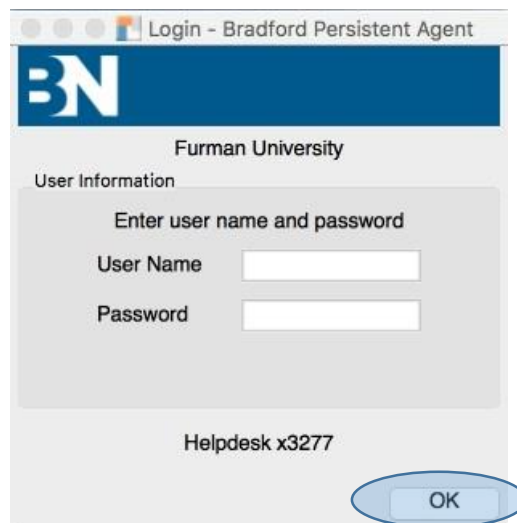 Login - Bradford Persistent Agent
BN
Furman University
User Information
Enter user name and password
User Name
Password
Helpdesk x3277
OK